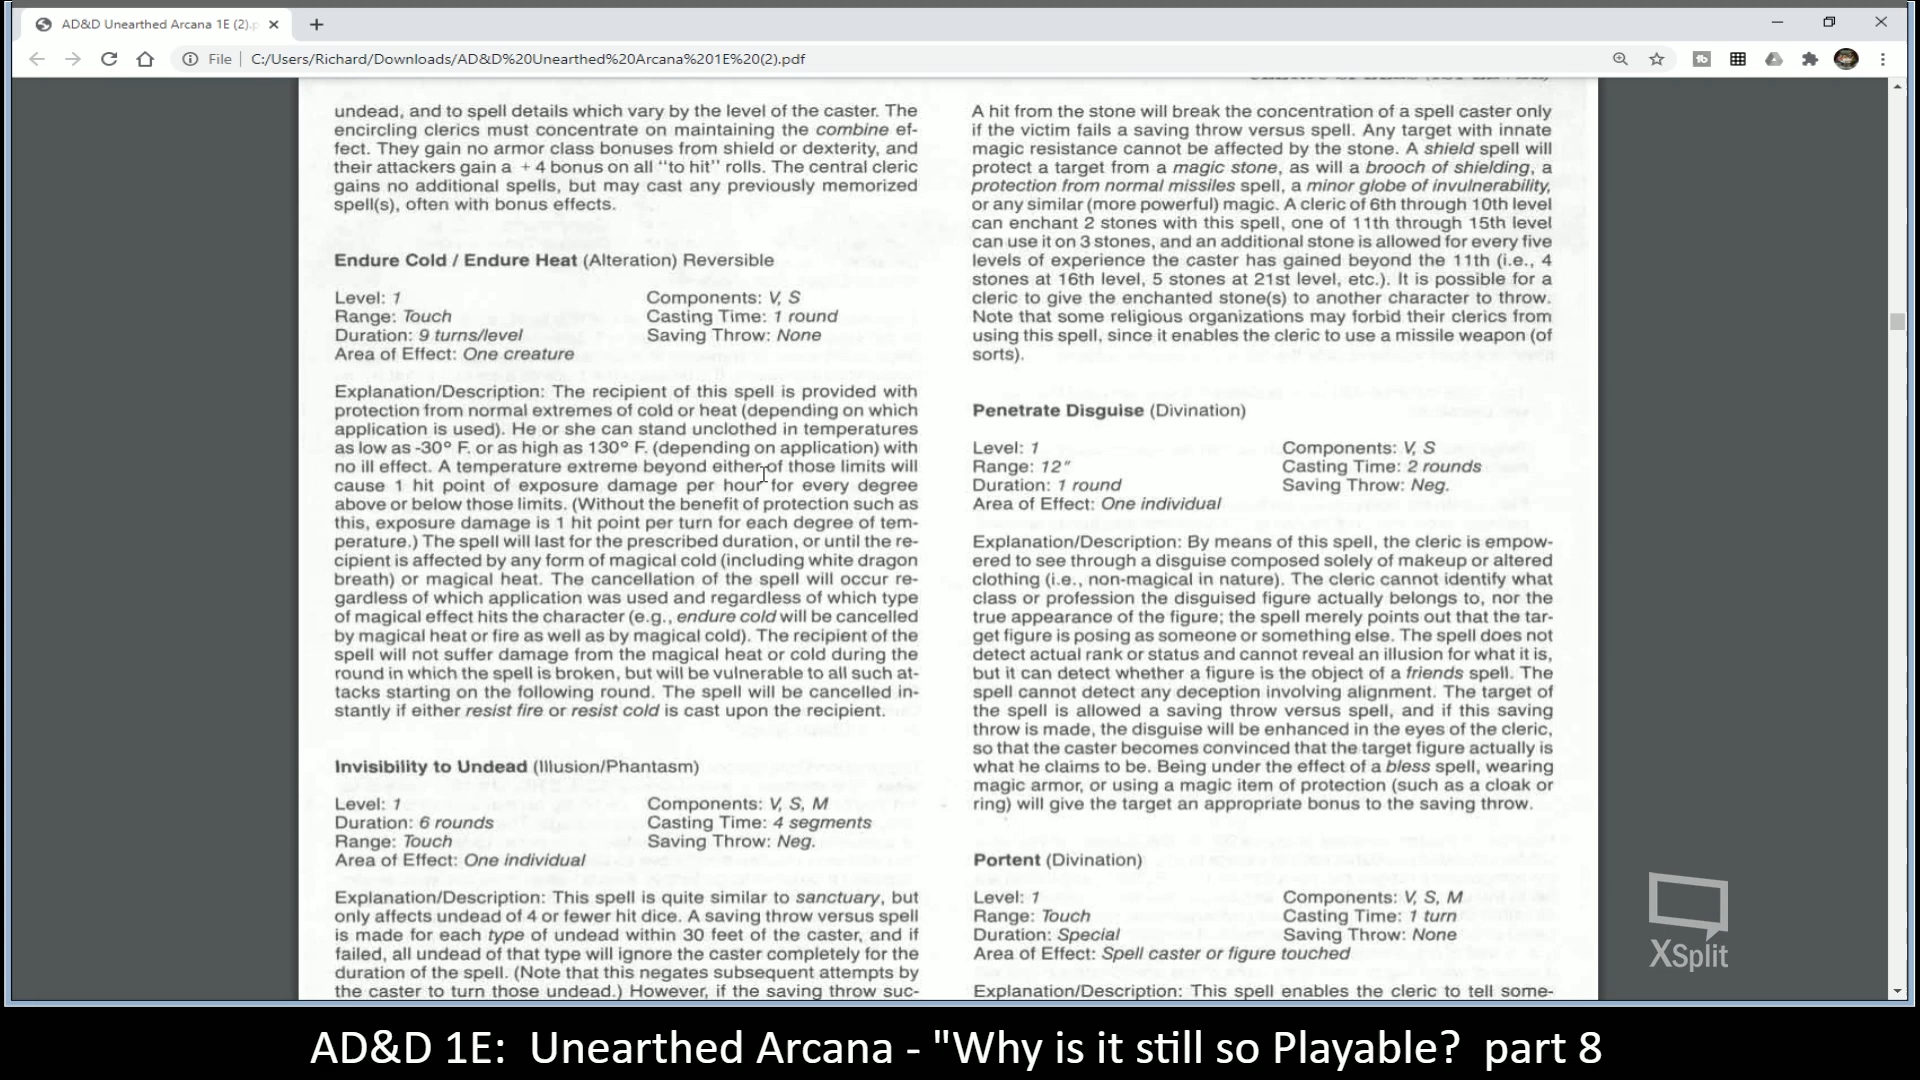 AD&D Unearthed Arcana 1E (2).p
File
C:/Users/Richard/Downloads/AD&D%20Unearthed%20Arcana%201E%20(2).pdf
undead, and to spell details which vary by the level of the caster. The
encircling clerics must concentrate on maintaining the combine ef-
fect. They gain no armor class bonuses from shield or dexterity, and
their attackers gain a +4 bonus on all "to hit" rolls. The central cleric
gains no additional spells, but may cast any previously memorized
spell(s), often with bonus effects.
Endure Cold / Endure Heat (Alteration) Reversible
Level: 1
Components: V, S
Range: Touch
Casting Time: 1 round
Duration: 9 turns/level
Saving Throw: None
Area of Effect: One creature
Explanation/Description: The recipient of this spell is provided with
protection from normal extremes of cold or heat (depending on which
application is used). He or she can stand unclothed in temperatures
as low as -30° F. or as high as 130° F. (depending on application) with
no ill effect. A temperature extreme beyond either of those limits will
cause 1 hit point of exposure damage per hour for every degree
above or below those limits. (Without the benefit of protection such as
this, exposure damage is 1 hit point per turn for each degree of tem-
perature.) The spell will last for the prescribed duration, or until the re-
cipient is affected by any form of magical cold (including white dragon
breath) or magical heat. The cancellation of the spell will occur re-
gardless of which application was used and regardless of which type
of magical effect hits the character (e.g., endure cold will be cancelled
by magical heat or fire as well as by magical cold). The recipient of the
spell will not suffer damage from the magical heat or cold during the
round in which the spell is broken, but will be vulnerable to all such at-
tacks starting on the following round. The spell will be cancelled in-
stantly if either resist fire or resist cold is cast upon the recipient.
Invisibility to Undead (Illusion/Phantasm)
Level: 1
Components: V, S, M
Duration: 6 rounds
Casting Time: 4 segments
Range: Touch
Saving Throw: Neg.
Area of Effect: One individual
Explanation/Description: This spell is quite similar to sanctuary, but
only affects undead of 4 or fewer hit dice. A saving throw versus spell
is made for each type of undead within 30 feet of the caster, and if
failed, all undead of that type will ignore the caster completely for the
duration of the spell. (Note that this negates subsequent attempts by
the caster to turn those undead.) However, if the saving throw suc-
A hit from the stone will break the concentration of a spell caster only
if the victim fails a saving throw versus spell. Any target with innate
magic resistance cannot be affected by the stone. A shield spell will
protect a target from a magic stone, as will a brooch of shielding, a
protection from normal missiles spell, a minor globe of invulnerability,
or any similar (more powerful) magic. A cleric of 6th through 10th level
can enchant 2 stones with this spell, one of 11th through 15th level
can use it on 3 stones, and an additional stone is allowed for every five
levels of experience the caster has gained beyond the 11th (i.e., 4
stones at 16th level, 5 stones at 21st level, etc.). It is possible for a
cleric to give the enchanted stone(s) to another character to throw.
Note that some religious organizations may forbid their clerics from
using this spell, since it enables the cleric to use a missile weapon (of
sorts).
Penetrate Disguise (Divination)
Level: 1
Components: V, S
Range: 12"
Casting Time: 2 rounds
Duration: 1 round
Saving Throw: Neg.
Area of Effect: One individual
Explanation/Description: By means of this spell, the cleric is empow-
ered to see through a disguise composed solely of makeup or altered
clothing (i.e., non-magical in nature). The cleric cannot identify what
class or profession the disguised figure actually belongs to, nor the
true appearance of the figure; the spell merely points out that the tar-
get figure is posing as someone or something else. The spell does not
detect actual rank or status and cannot reveal an illusion for what it is,
but it can detect whether a figure is the object of a friends spell. The
spell cannot detect any deception involving alignment. The target of
the spell is allowed a saving throw versus spell, and if this saving
throw is made, the disguise will be enhanced in the eyes of the cleric,
so that the caster becomes convinced that the target figure actually is
what he claims to be. Being under the effect of a bless spell, wearing
magic armor, or using a magic item of protection (such as a cloak or
ring) will give the target an appropriate bonus to the saving throw.
Portent (Divination)
Level: 1
Components: V, S, M
Range: Touch
Casting Time: 1 turn
Duration: Special
Saving Throw: None
Area of Effect: Spell caster or figure touched
Explanation/Description: This spell enables the cleric to tell some-
XSplit
AD&D 1E: Unearthed Arcana - "Why is it still so Playable? part 8